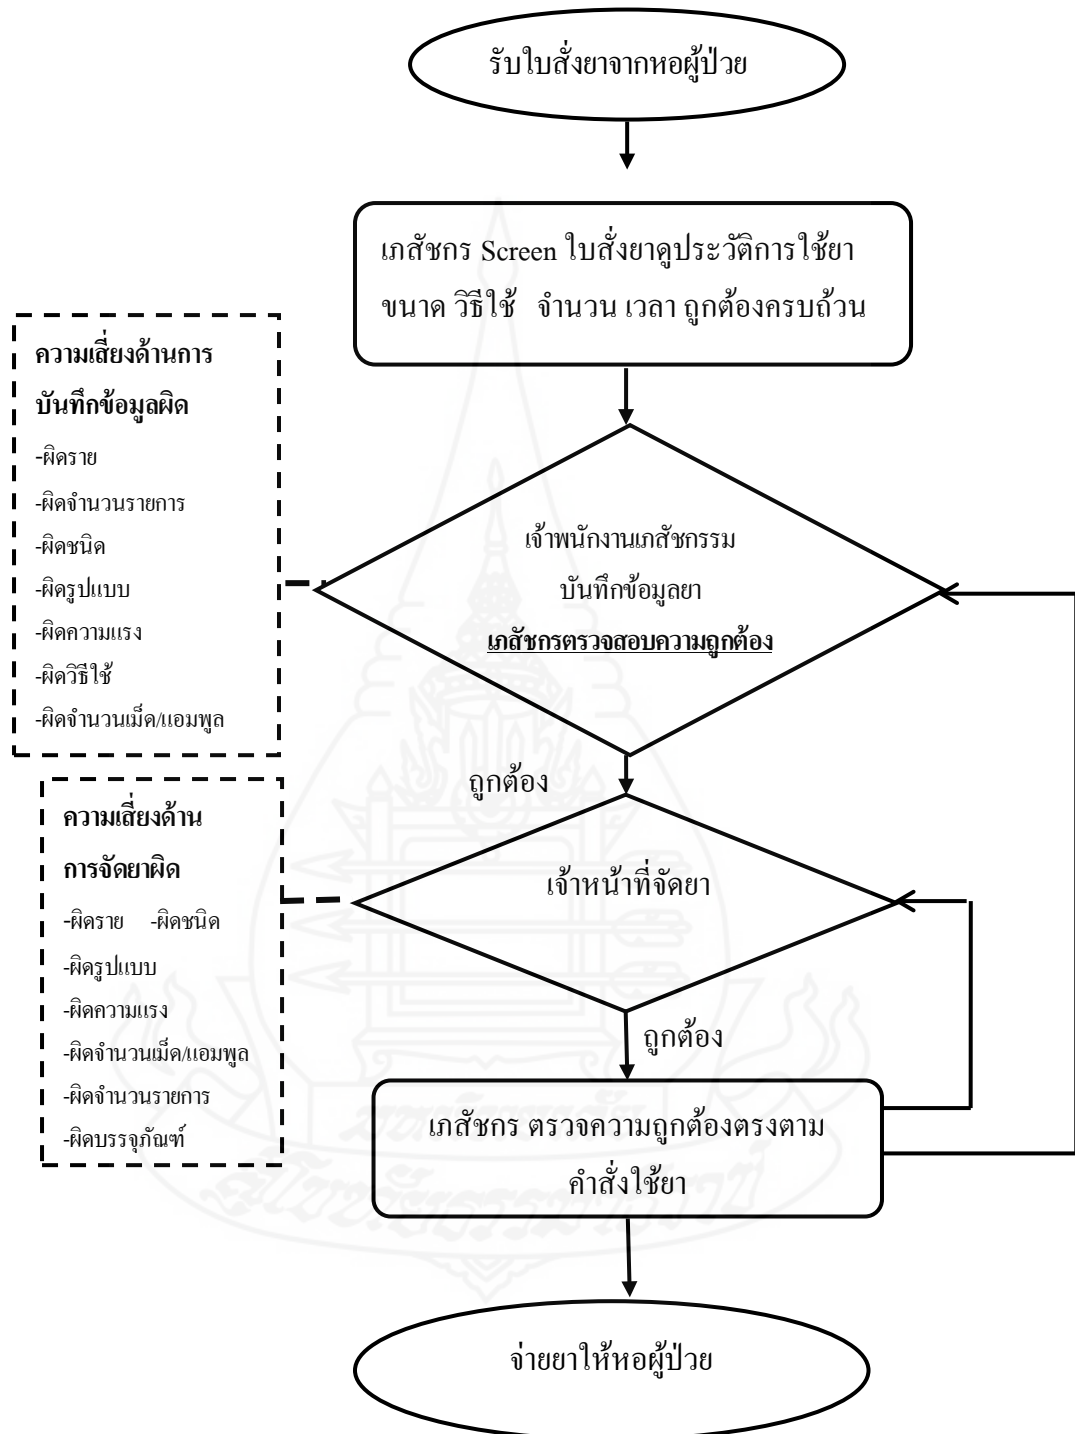 รับใบสั่งยาจากหอผู้ป่วย
เภสัชกร Screen ใบสั่งยาดูประวัติการใช้ยา
ขนาด วิธีใช้ จำนวน เวลา ถูกต้องครบถ้วน
ความเสี่ยงด้านการ
บันทึกข้อมูลผิด
-ผิดราย
-ผิดจำนวนรายการ
-ผิดชนิด
-ผิดรูปแบบ
-ผิดความแรง
-ผิดวิธีใช้
-ผิดจำนวนเม็ด/แอมพูล
เจ้าพนักงานเภสัชกรรม
บันทึกข้อมูลยา
เภสัชกรตรวจสอบความถูกต้อง
ถูกต้อง
ความเสี่ยงด้าน
การจัดยาผิด
-ผิดราย -ผิดชนิด
-ผิดรูปแบบ
-ผิดความแรง
-ผิดจำนวนเม็ด/แอมพูล
-ผิดจำนวนรายการ
-ผิดบรรจุภัณฑ์
เจ้าหน้าที่จัดยา
ถูกต้อง
เภสัชกร ตรวจความถูกต้องตรงตาม
คำสั่งใช้ยา
จ่ายยาให้หอผู้ป่วย